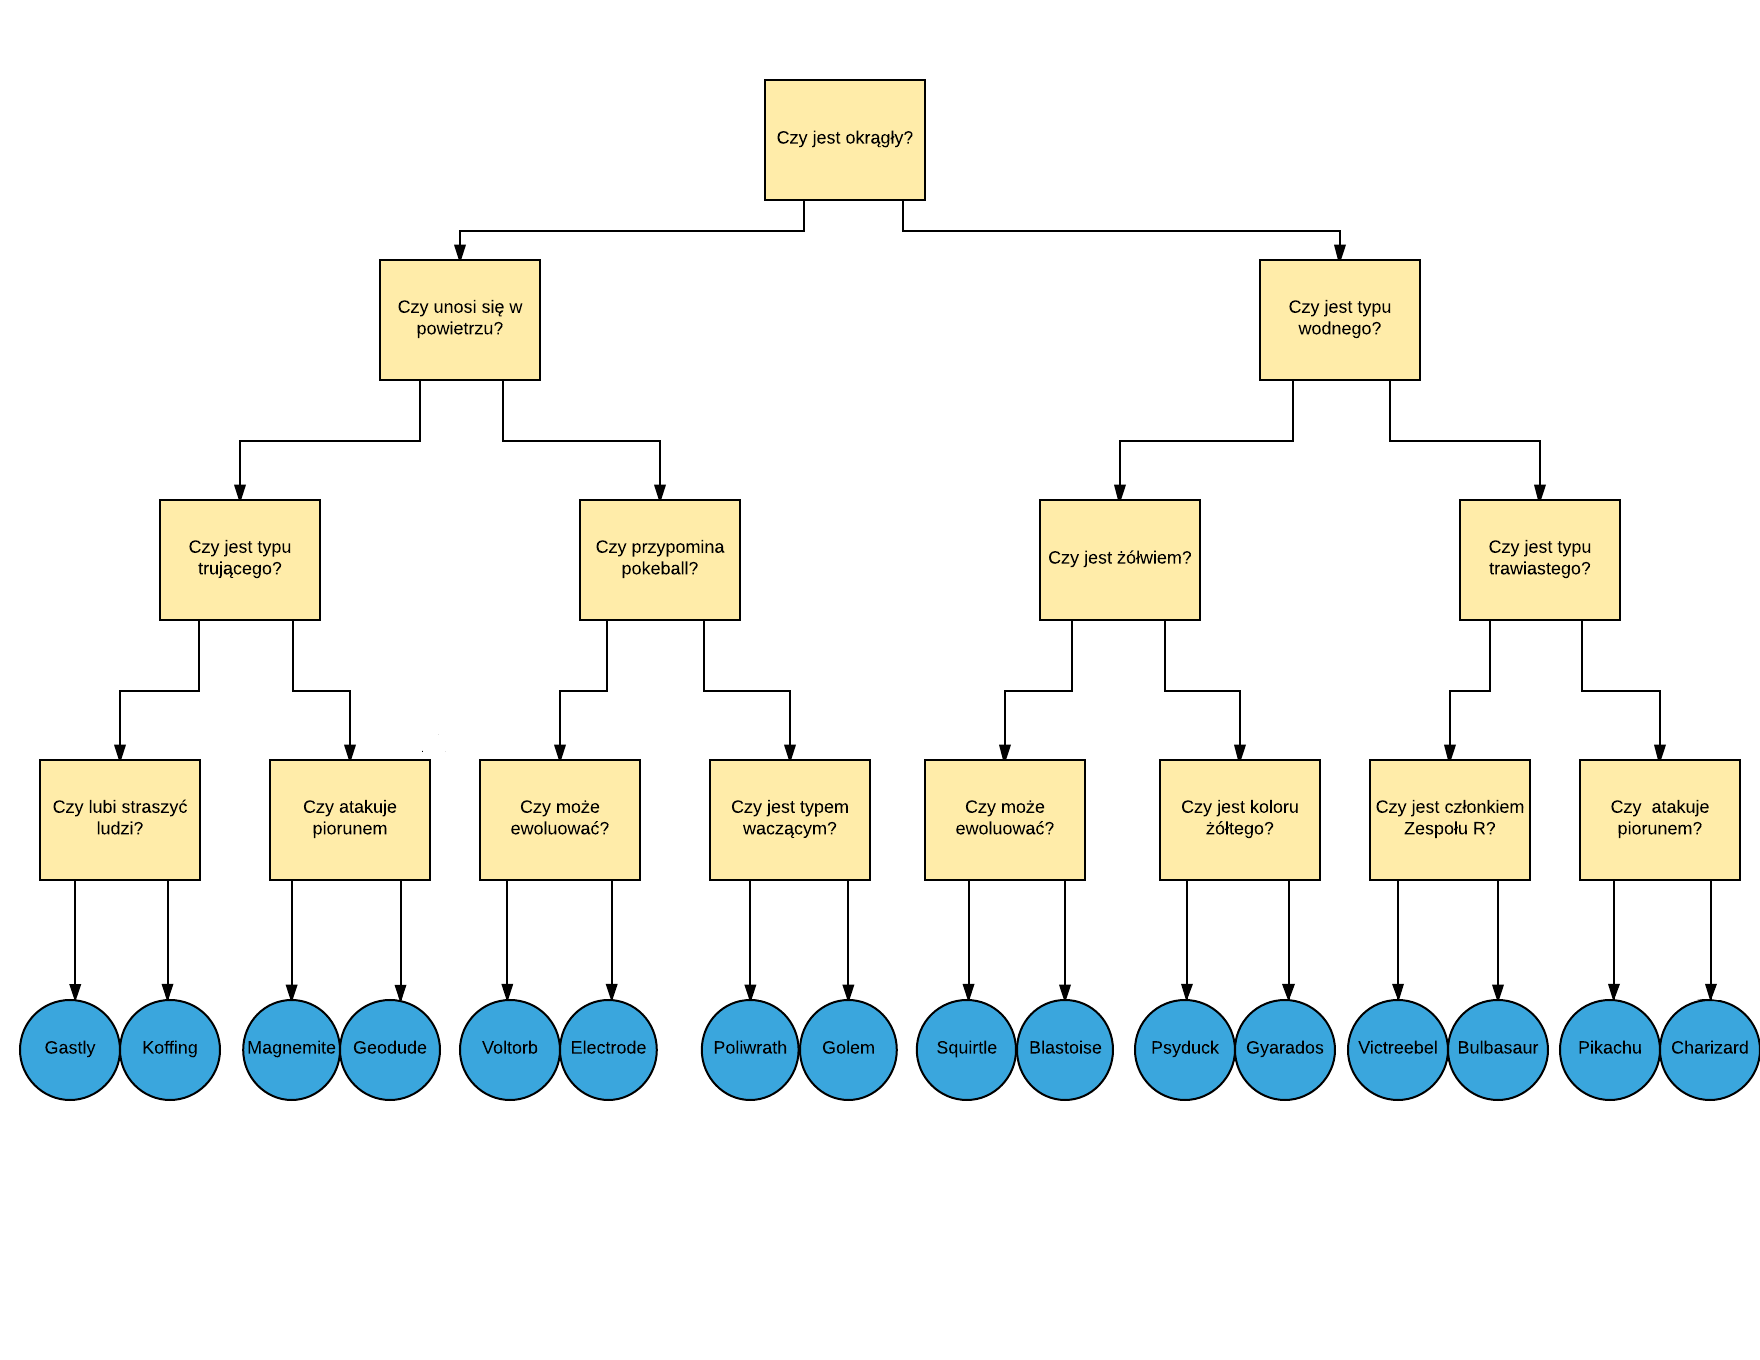 Czy jest okrągły?
Czy unosi się w
powietrzu?
Czy jest typu
wodnego?
Czy jest typu
trującego?
Czy przypomina
pokeball?
Czy jest żółwiem?
Czy jest typu
trawiastego?
Czy lubi straszyć
ludzi?
Czy atakuje
piorunem
Czy może
ewoluować?
Czy jest typem
waczącym?
Czy może
ewoluować?
Czy jest koloru
żółtego?
Czy jest członkiem
Zespołu R?
Czy  atakuje
piorunem?
Gastly
Koffing
Magnemite
Geodude
Voltorb
Electrode
Poliwrath
Golem
Squirtle
Blastoise
Psyduck
Gyarados
Victreebel
Bulbasaur
Pikachu
Charizard